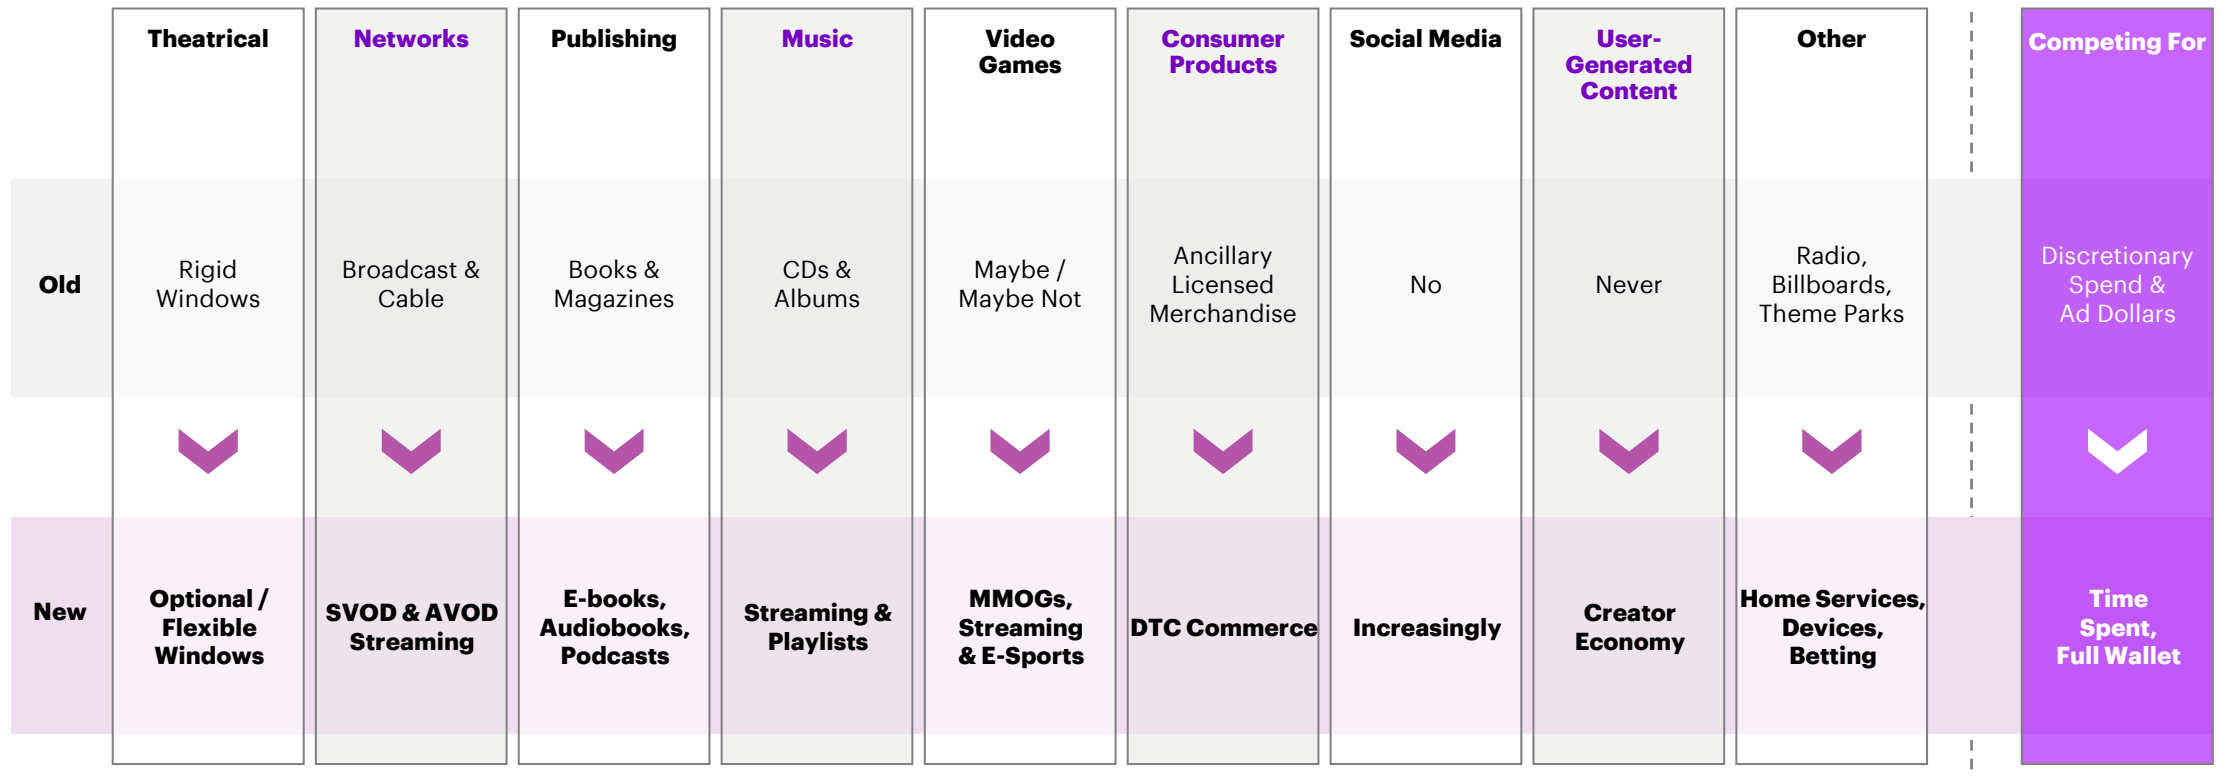 Theatrical
Networks
Publishing
Music
Video
Games
Consumer
Products
Social Media
User-
Generated
Content
Other
Competing For
Old
Rigid
Windows
Broadcast &
Cable
Books &
Magazines
CDs &
Albums
Maybe /
Maybe Not
Ancillary
Licensed
Merchandise
No
Never
Radio,
Billboards,
Theme Parks
Discretionary
Spend &
Ad Dollars
New
Optional /
Flexible
Windows
SVOD & AVOD
Streaming
E-books,
Audiobooks,
Podcasts
Streaming &
Playlists
MMOGs,
Streaming
& E-Sports
DTC Commerce
Increasingly
Creator
Economy
Home Services,
Devices,
Betting
Time
Spent,
Full Wallet